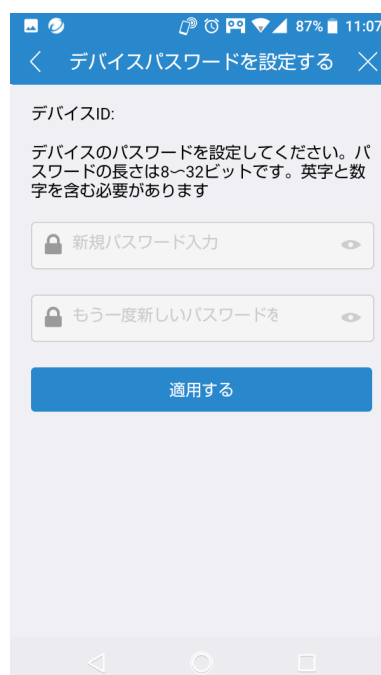 87% 11:07
デバイスパスワードを設定する
デバイスID:
デバイスのパスワードを設定してください。パ
スワードの長さは8〜32ビットです。英字と数
字を含む必要があります
新規パスワード入力
もう一度新しいパスワードを
適用する